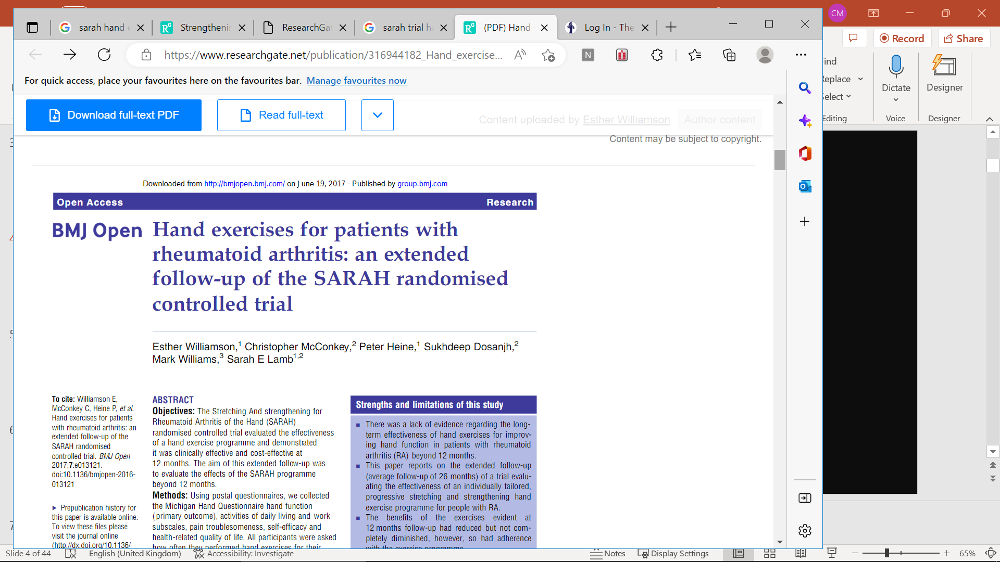 sarah hand e
Strengthenin
ResearchGat
sarah trial ha
(PDF) Hand
Log In - The
CM
Record
Share
https://www.researchgate.net/publication/316944182_Hand_exercise...
N
For quick access, place your favourites here on the favourites bar. Manage favourites now
ind
Replace
Select
Editing
Dictate
Voice
Designer
Designer
Download full-text PDF
Read full-text
Content uploaded by Esther Williamson
Author content
Content may be subject to copyright.
Downloaded from http://bmjopen.bmj.com/ on June 19, 2017 - Published by group.bmj.com
Open Access
Research
BMJ Open
Hand exercises for patients with
rheumatoid arthritis: an extended
follow-up of the SARAH randomised
controlled trial
Esther Williamson,1 Christopher McConkey,2 Peter Heine,1 Sukhdeep Dosanjh,2
Mark Williams,3 Sarah E Lamb1,2
To cite: Williamson E,
McConkey C, Heine P, et al.
Hand exercises for patients
with rheumatoid arthritis: an
extended follow-up of the
SARAH randomised
controlled trial. BMJ Open
2017;7:e013121.
doi:10.1136/bmjopen-2016-
013121
► Prepublication history for
this paper is available online.
To view these files please
visit the journal online
(http://dx.doi.org/10.1136/
ABSTRACT
Objectives: The Stretching And strengthening for
Rheumatoid Arthritis of the Hand (SARAH)
randomised controlled trial evaluated the effectiveness
of a hand exercise programme and demonstrated
it was clinically effective and cost-effective at
12 months. The aim of this extended follow-up was
to evaluate the effects of the SARAH programme
beyond 12 months.
Methods: Using postal questionnaires, we collected
the Michigan Hand Questionnaire hand function
(primary outcome), activities of daily living and work
subscales, pain troublesomeness, self-efficacy and
health-related quality of life. All participants were asked
how often they performed hand exercises for their
Strengths and limitations of this study
▪ There was a lack of evidence regarding the long-
term effectiveness of hand exercises for improv-
ing hand function in patients with rheumatoid
arthritis (RA) beyond 12 months.
▪ This paper reports on the extended follow-up
(average follow-up of 26 months) of a trial evalu-
ating the effectiveness of an individually tailored,
progressive stretching and strengthening hand
exercise programme for people with RA.
▪ The benefits of the exercises evident at
12 months follow-up had reduced but not com-
pletely diminished, however, so had adherence
with the exercise programme.
Slide 4 of 44
English (United Kingdom)
Accessibility: Investigate
Notes
Display Settings
65%